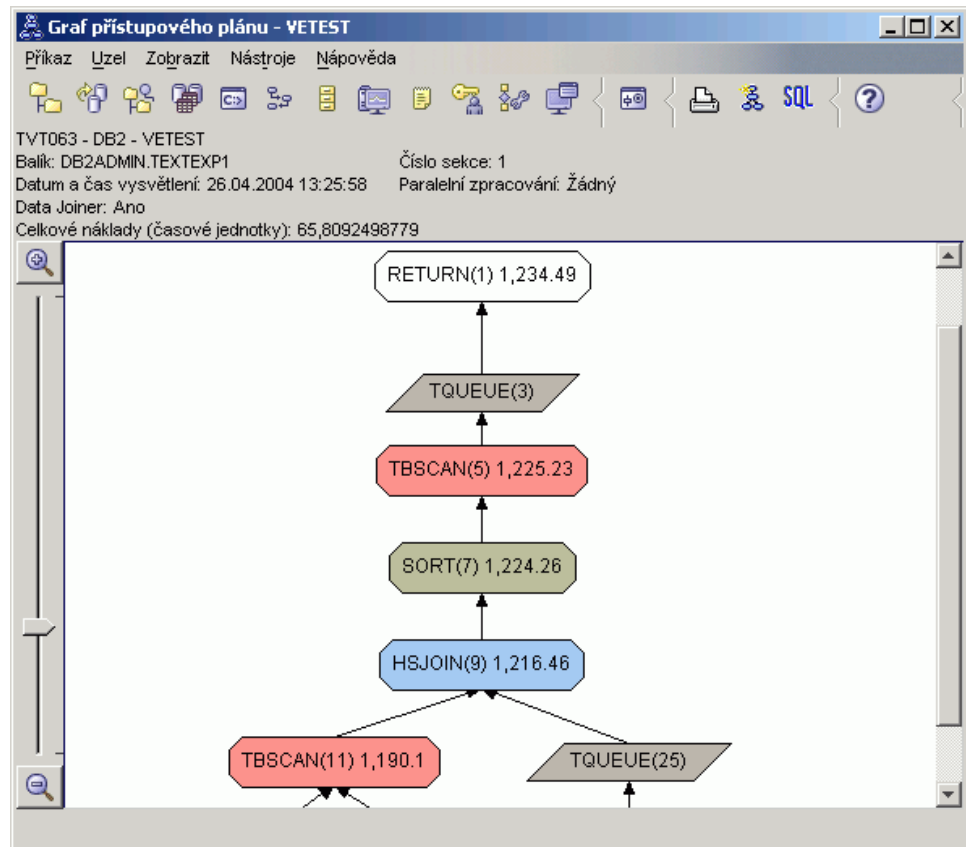 Graf přístupového plánu - VETEST
Příkaz Uzel Zobrazit Nástroje Nápověda
C:> SQL ?
TVT063 - DB2 - VETEST
Balík: DB2ADMIN.TEXTEXP1 Číslo sekce: 1
Datum a čas vysvětlení: 26.04.2004 13:25:58 Paralelní zpracování: Žádný
Data Joiner: Ano
Celkové náklady (časové jednotky): 65,8092498779
RETURN(1) 1,234.49
TQUEUE(3)
TBSCAN(5) 1,225.23
SORT(7) 1,224.26
HSJOIN(9) 1,216.46
TBSCAN(11) 1,190.1 TQUEUE(25)